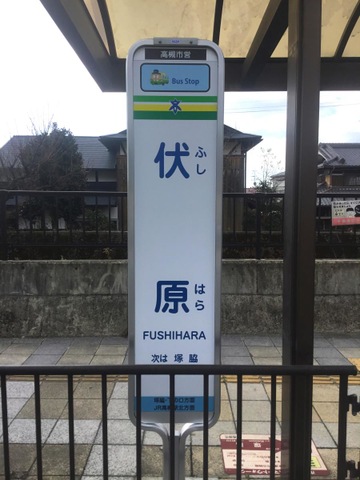 高槻市営
Bus Stop
伏 ふし
原 はら
FUSHIHARA
次は 塚 脇